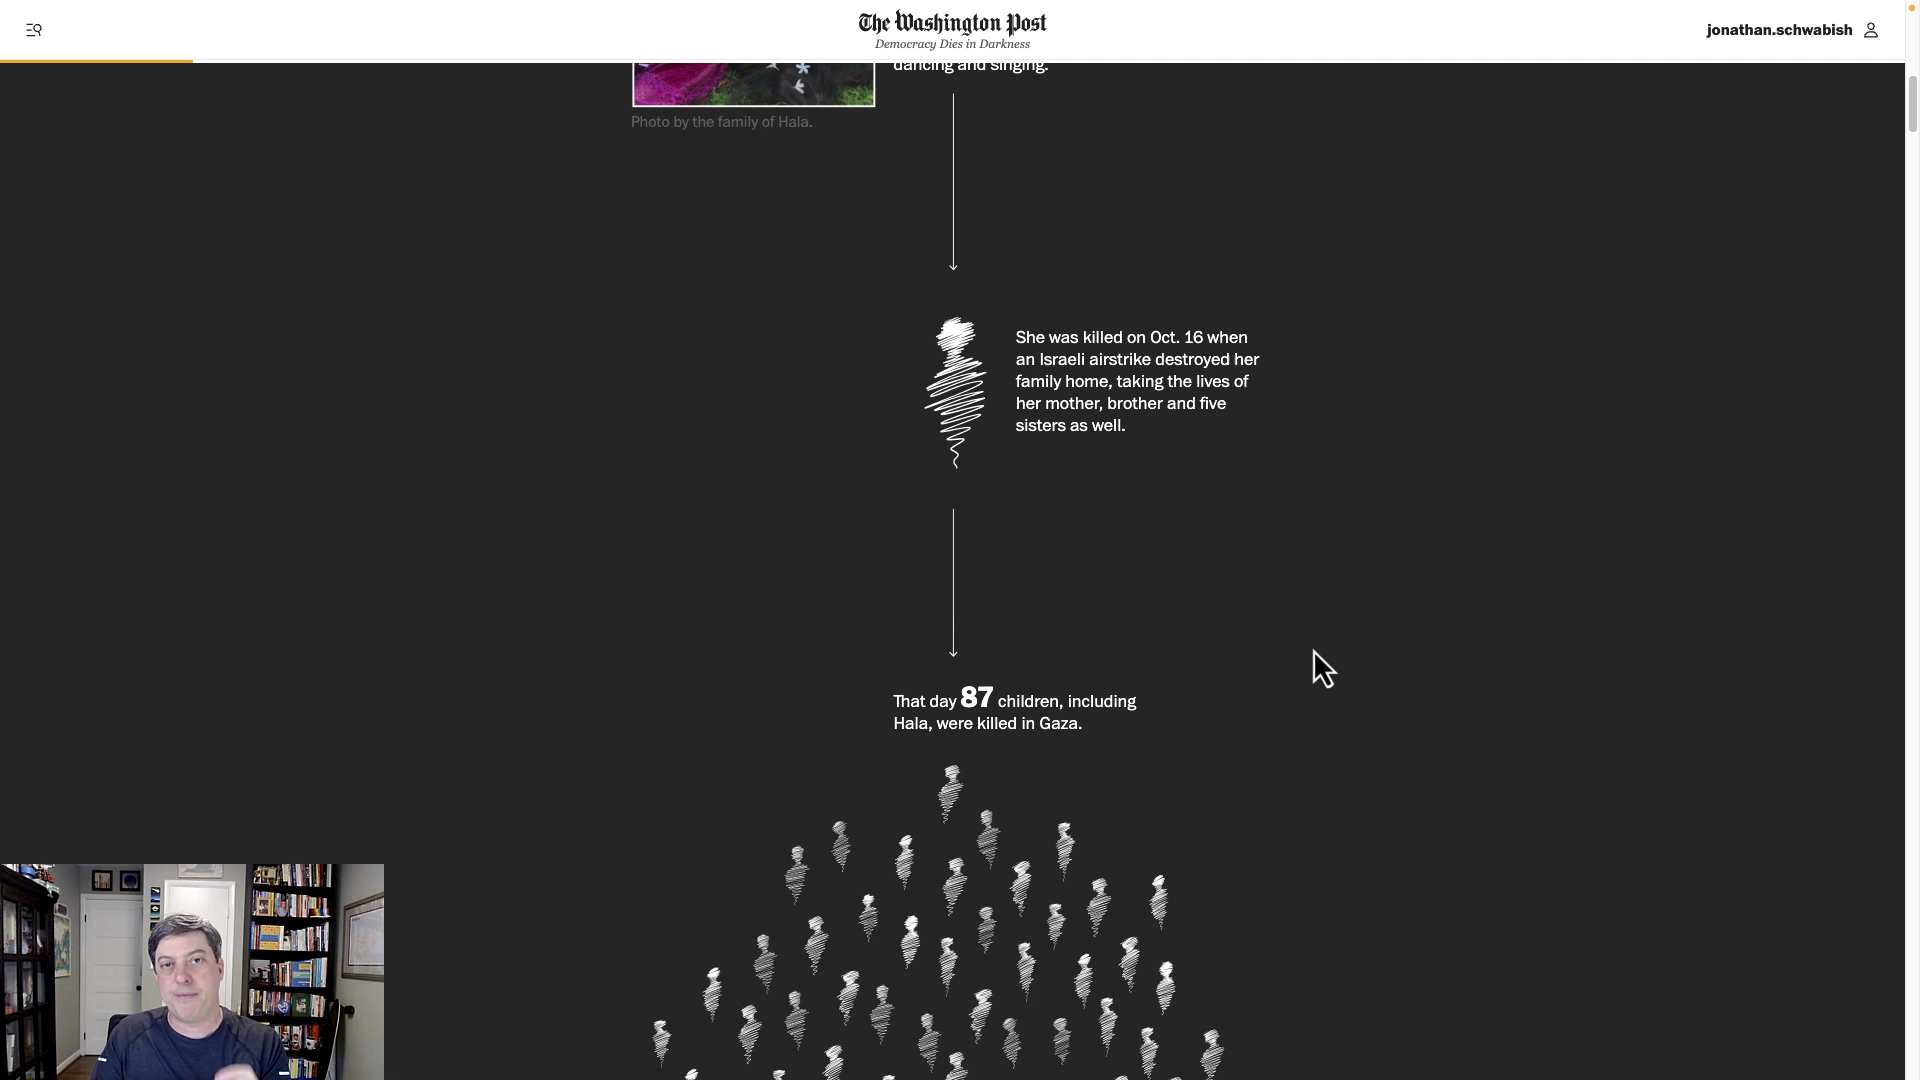 The Washington Post
Democracy Dies in Darkness
jonathan.schwabish
dancing and singing.
Photo by the family of Hala.
She was killed on Oct. 16 when
an Israeli airstrike destroyed her
family home, taking the lives of
her mother, brother and five
sisters as well.
That day 87 children, including
Hala, were killed in Gaza.